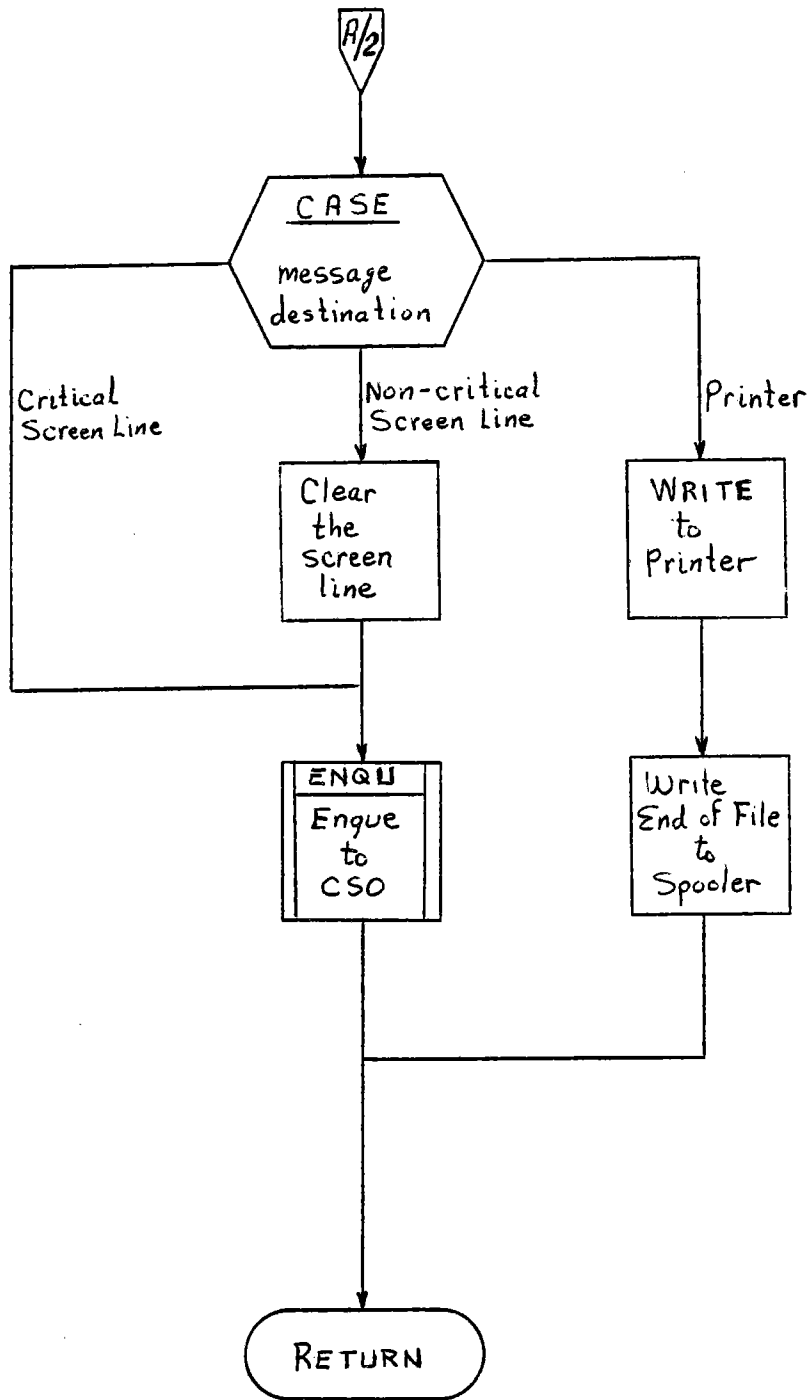 A/2
CASE
message
destination
Critical
Screen Line
Non-critical
Screen Line
Printer
Clear
the
screen
line
WRITE
to
Printer
ENQU
Enque
to
CSO
Write
End of File
to
Spooler
RETURN